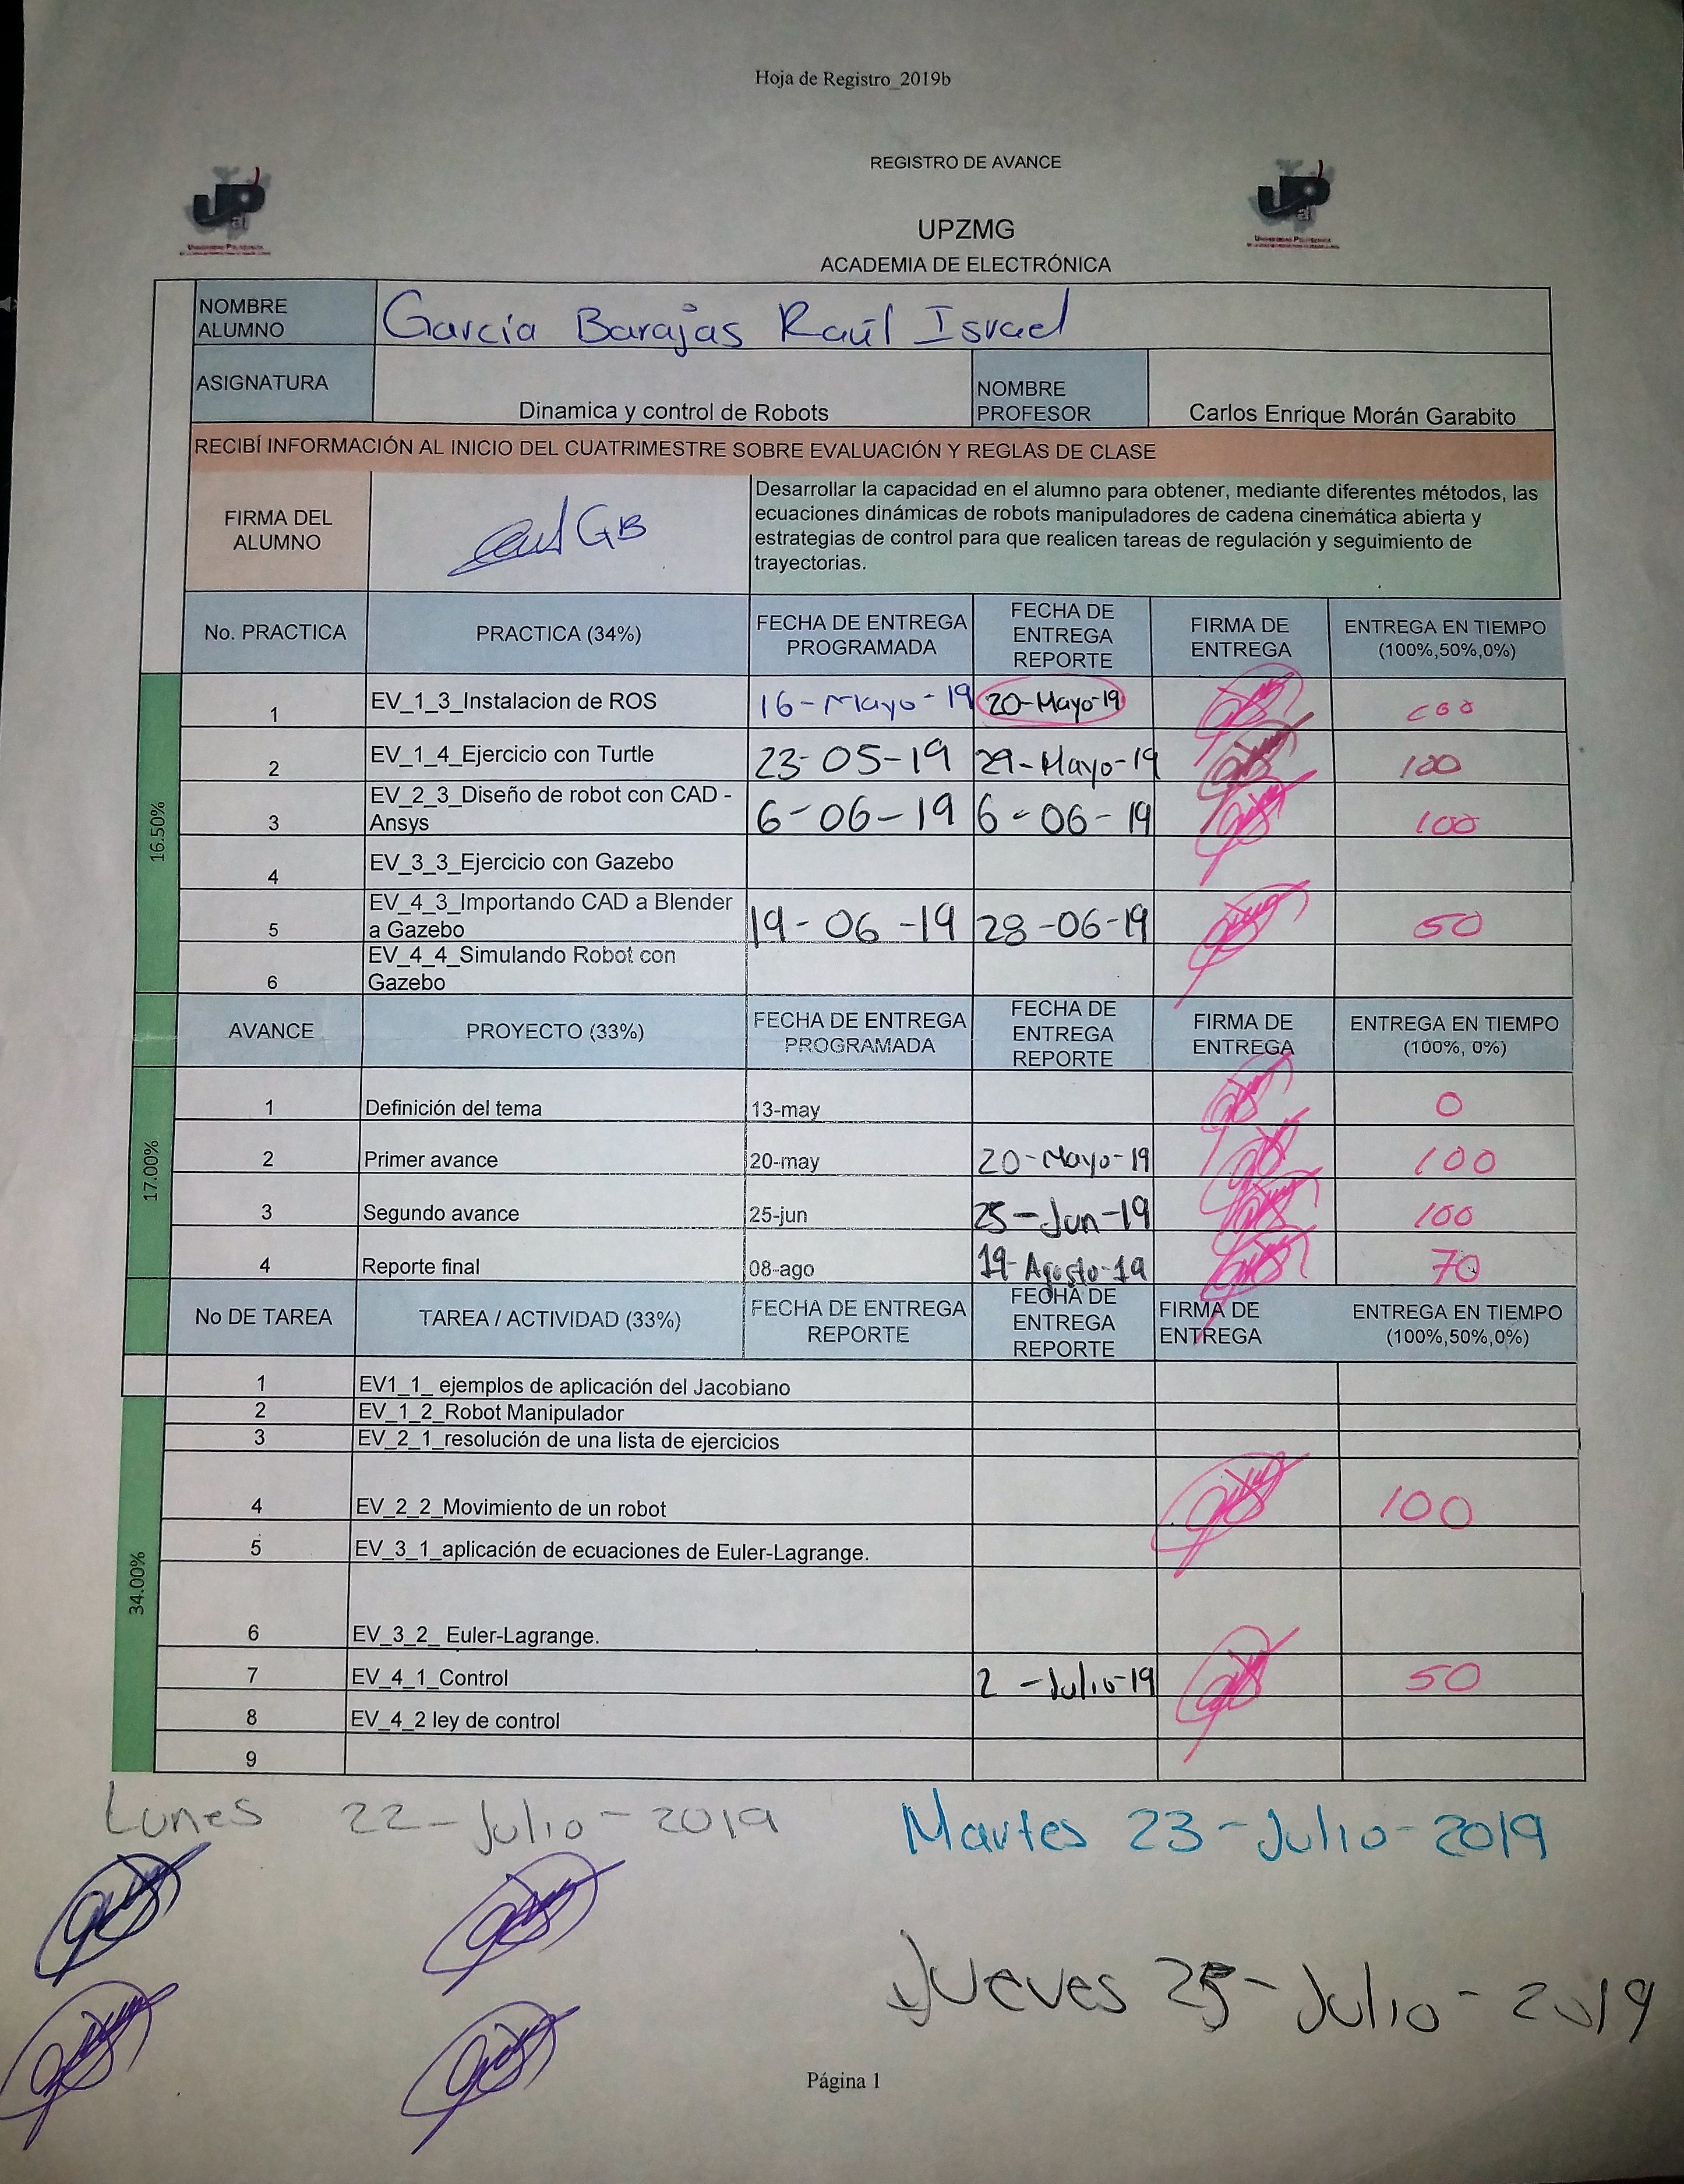 Hoja de Registro_2019b
REGISTRO DE AVANCE
UPZMG
ACADEMIA DE ELECTRÓNICA
NOMBRE ALUMNO García Barajas Raúl Israel
ASIGNATURA Dinamica y control de Robots NOMBRE PROFESOR Carlos Enrique Morán Garabito
RECIBÍ INFORMACIÓN AL INICIO DEL CUATRIMESTRE SOBRE EVALUACIÓN Y REGLAS DE CLASE
FIRMA DEL ALUMNO
Desarrollar la capacidad en el alumno para obtener, mediante diferentes métodos, las
ecuaciones dinámicas de robots manipuladores de cadena cinemática abierta y
estrategias de control para que realicen tareas de regulación y seguimiento de
trayectorias.
No. PRACTICA PRACTICA (34%) FECHA DE ENTREGA PROGRAMADA FECHA DE ENTREGA REPORTE FIRMA DE ENTREGA ENTREGA EN TIEMPO (100%,50%,0%)
16.50%
1 EV_1_3_Instalacion de ROS 16-Mayo-19 20-Mayo-19
2 EV_1_4_Ejercicio con Turtle 23-05-19 29-Mayo-19 100
3 EV_2_3_Diseño de robot con CAD - Ansys 6-06-19 6-06-19 100
4 EV_3_3_Ejercicio con Gazebo
5 EV_4_3_Importando CAD a Blender a Gazebo 19-06-19 28-06-19 50
6 EV_4_4_Simulando Robot con Gazebo
AVANCE PROYECTO (33%) FECHA DE ENTREGA PROGRAMADA FECHA DE ENTREGA REPORTE FIRMA DE ENTREGA ENTREGA EN TIEMPO (100%, 0%)
17.00%
1 Definición del tema 13-may 0
2 Primer avance 20-may 20-Mayo-19 100
3 Segundo avance 25-jun 25-Jun-19 100
4 Reporte final 08-ago 19-Agosto-19 70
No DE TAREA TAREA / ACTIVIDAD (33%) FECHA DE ENTREGA REPORTE FECHA DE ENTREGA REPORTE FIRMA DE ENTREGA ENTREGA EN TIEMPO (100%,50%,0%)
1 EV1_1_ ejemplos de aplicación del Jacobiano
34.00%
2 EV_1_2_Robot Manipulador
3 EV_2_1_resolución de una lista de ejercicios
4 EV_2_2_Movimiento de un robot 100
5 EV_3_1_aplicación de ecuaciones de Euler-Lagrange.
6 EV_3_2_ Euler-Lagrange.
7 EV_4_1_Control 2 -Julio-19 50
8 EV_4_2 ley de control
9
Lunes 22-Julio-2019 Martes 23-Julio-2019
Jueves 25-Julio-2019
Página 1